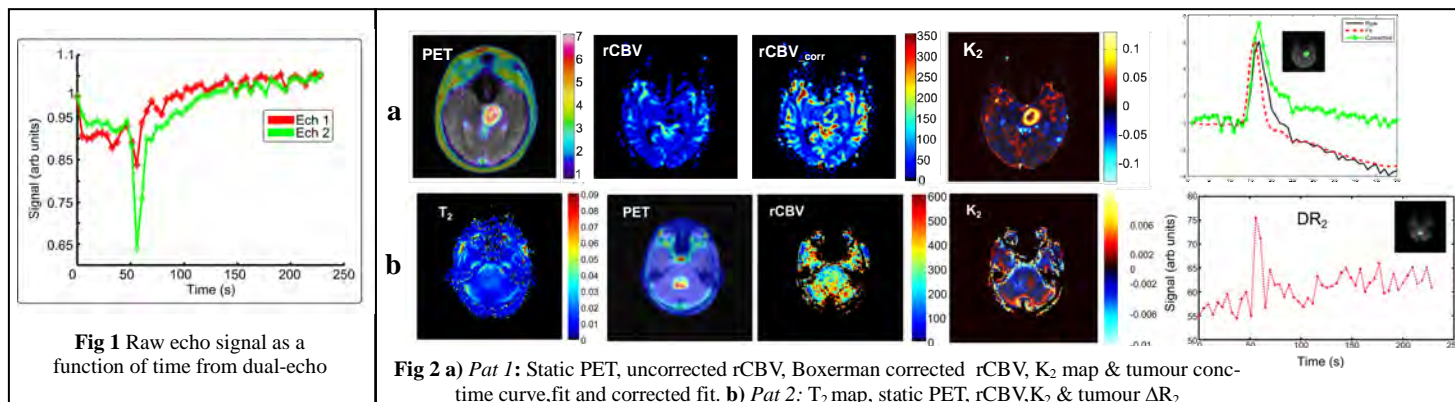 1.1
1.05
1
0.95
0.85
0.75
0.65
Signal (arb units)
Ech 1
Ech 2
0 50 100 150 200 250
Time (s)
Fig 1 Raw echo signal as a
function of time from dual-echo
a
PET
7
6
5
4
3
2
1
rCBV
rCBV_corr
350
300
250
200
150
100
50
0
K2
0.1
0.05
0
-0.05
-0.1
Fit
Corrected
b
T2
0.09
0.08
0.07
0.06
0.05
0.04
0.03
0.02
0.01
0
PET
rCBV
600
500
400
300
200
100
0
K2
0.006
0.002
0
-0.002
-0.008
-0.01
80
75
70
65
60
55
50
Signal (arb units)
DR2
0 50 100 150 200 250
Time (s)
Fig 2 a) Pat 1: Static PET, uncorrected rCBV, Boxerman corrected rCBV, K2 map & tumour conc-
time curve,fit and corrected fit. b) Pat 2: T2 map, static PET, rCBV,K2 & tumour ΔR2